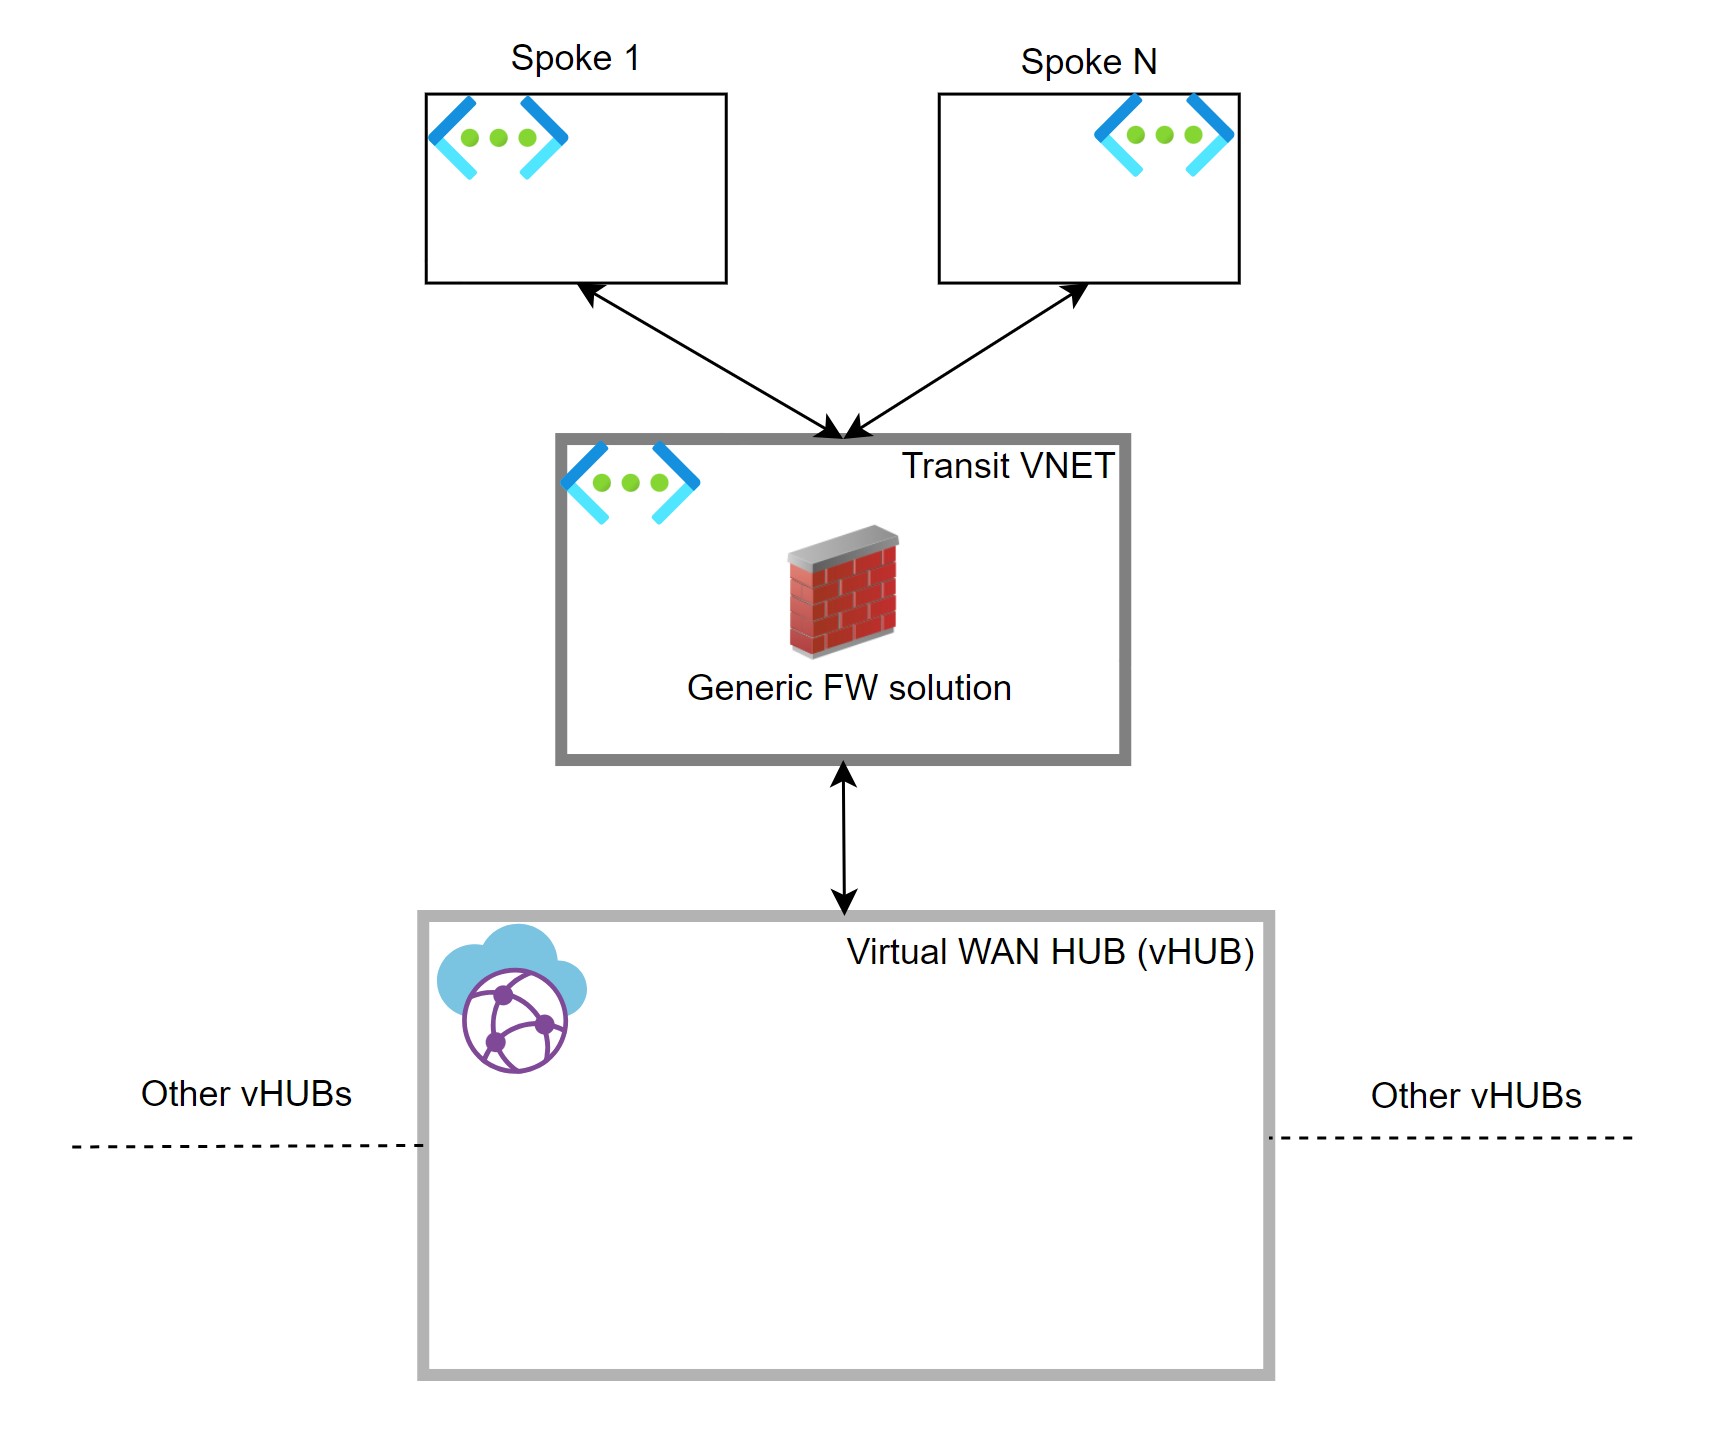 Spoke 1
Spoke N
Transit VNET
Generic FW solution
Virtual WAN HUB (vHUB)
Other vHUBs
Other vHUBs